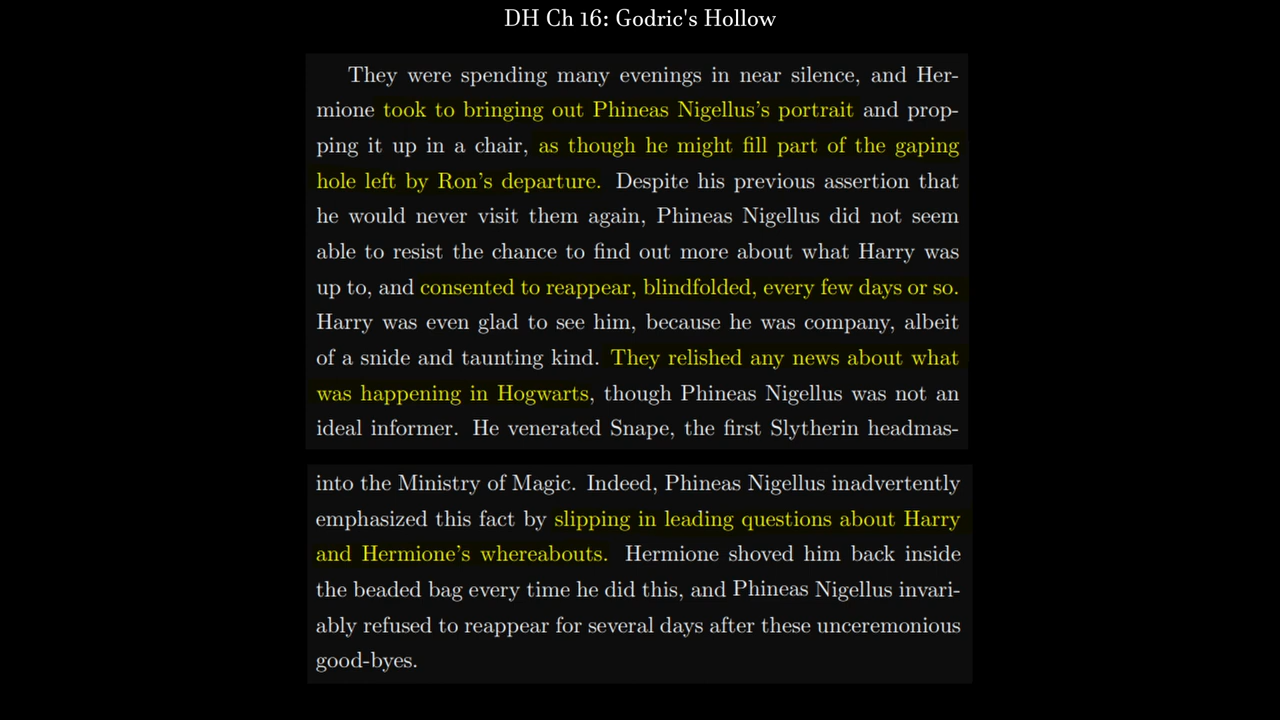 DH Ch 16: Godric's Hollow
They were spending many evenings in near silence, and Her-
mione took to bringing out Phineas Nigellus's portrait and prop-
ping it up in a chair, as though he might fill part of the gaping
hole left by Ron's departure. Despite his previous assertion that
he would never visit them again, Phineas Nigellus did not seem
able to resist the chance to find out more about what Harry was
up to, and consented to reappear, blindfolded, every few days or so.
Harry was even glad to see him, because he was company, albeit
of a snide and taunting kind. They relished any news about what
was happening in Hogwarts, though Phineas Nigellus was not an
ideal informer. He venerated Snape, the first Slytherin headmas-
into the Ministry of Magic. Indeed, Phineas Nigellus inadvertently
emphasized this fact by slipping in leading questions about Harry
and Hermione's whereabouts. Hermione shoved him back inside
the beaded bag every time he did this, and Phineas Nigellus invari-
ably refused to reappear for several days after these unceremonious
good-byes.